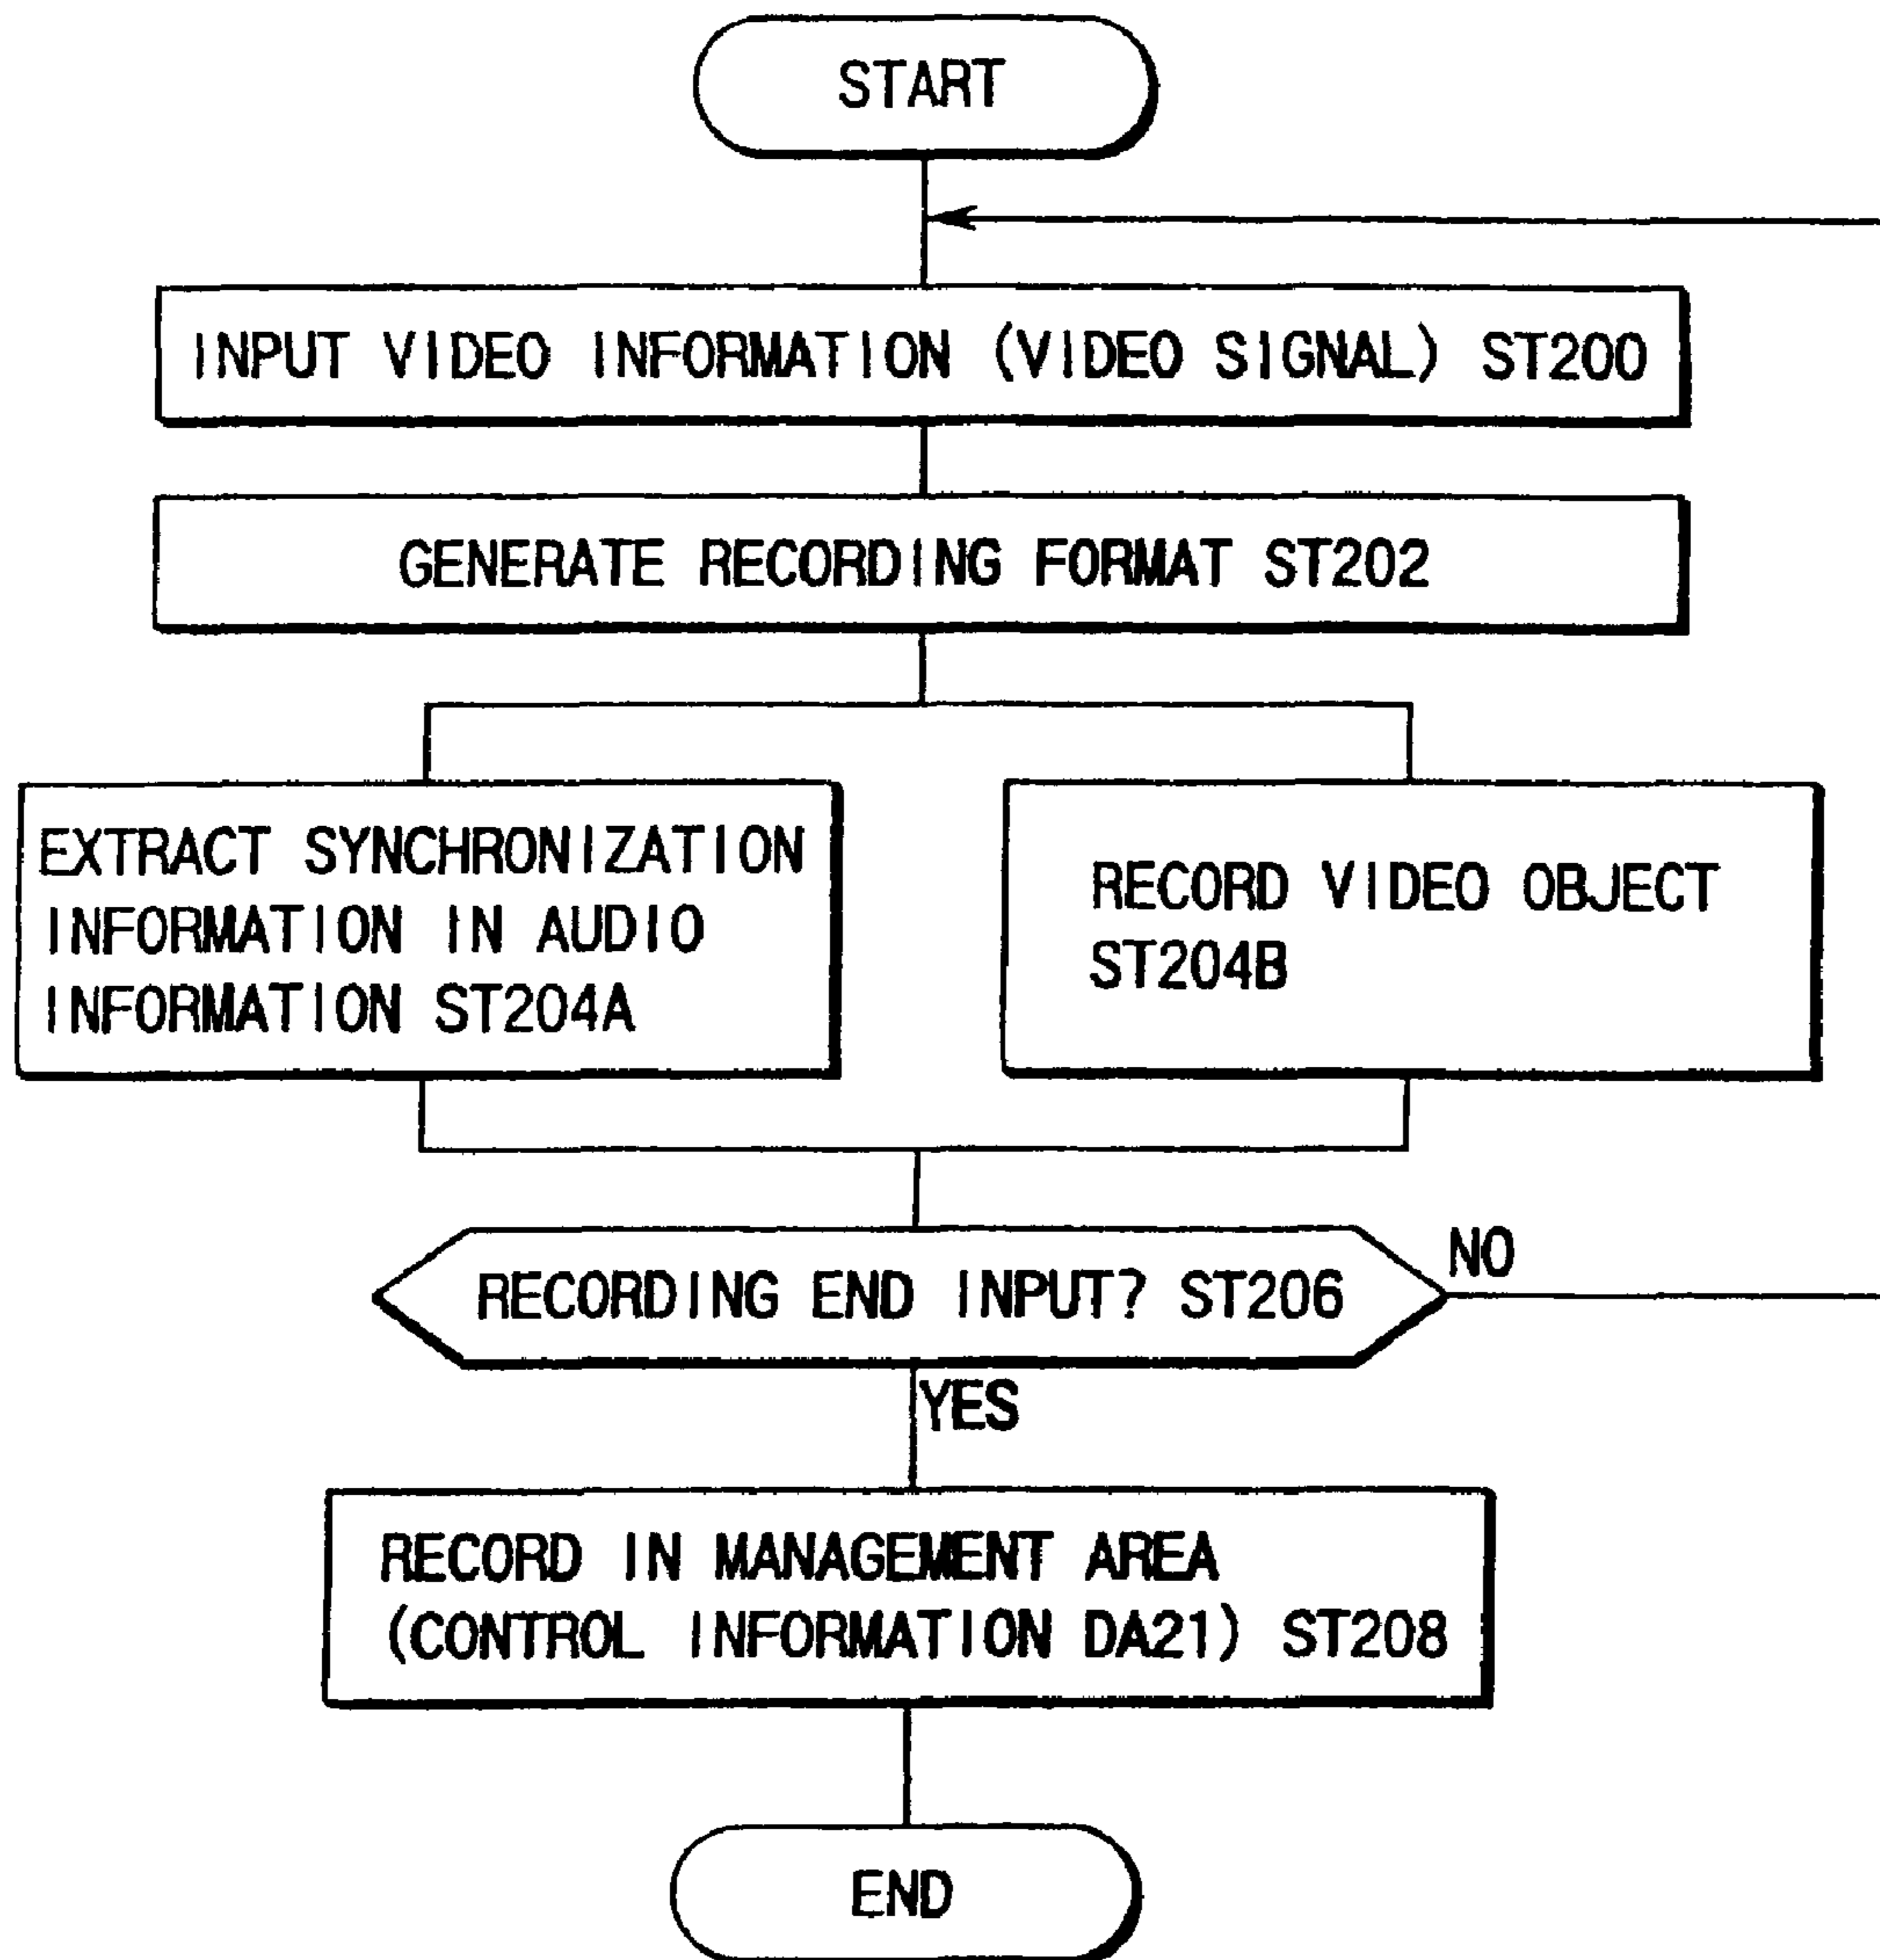 START
INPUT VIDEO INFORMATION (VIDEO SIGNAL) ST200
GENERATE RECORDING FORMAT ST202
EXTRACT SYNCHRONIZATION
INFORMATION IN AUDIO
INFORMATION ST204A
RECORD VIDEO OBJECT
ST204B
RECORDING END INPUT? ST206
NO
YES
RECORD IN MANAGEMENT AREA
(CONTROL INFORMATION DA21) ST208
END